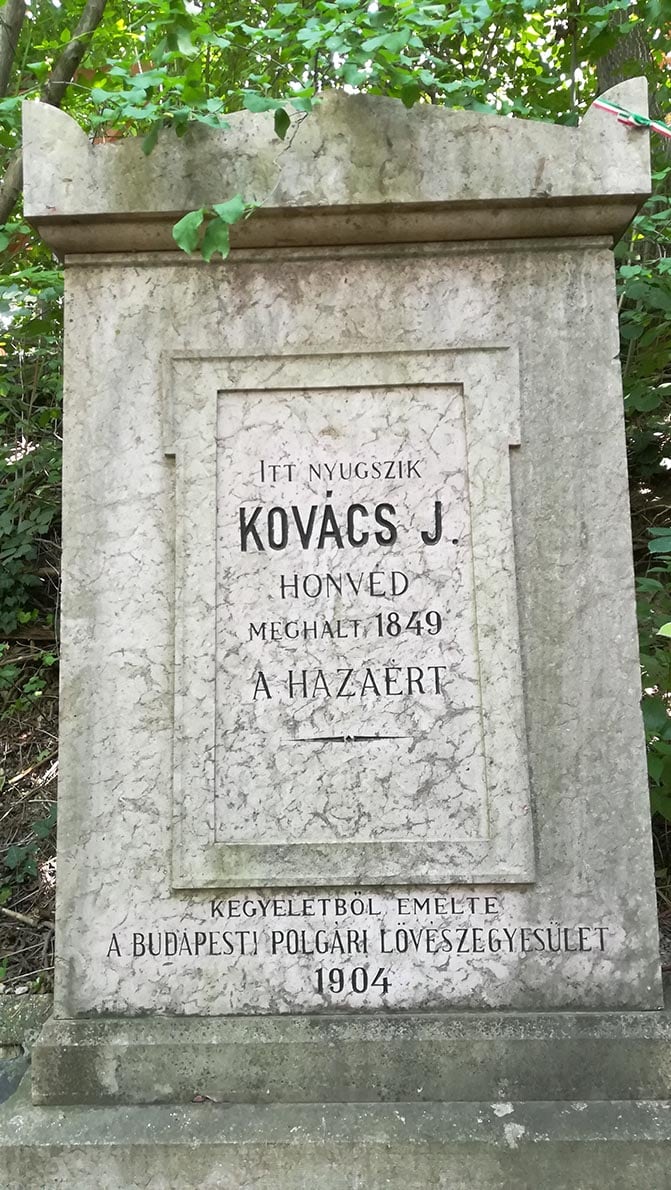 ITT NYUGSZIK
KOVÁCS J.
HONVÉD
MEGHALT 1849
A HAZAÉRT
KEGYELETBŐL EMELTE
A BUDAPESTI POLGÁRI LÖVÉSZEGYESÜLET
1904